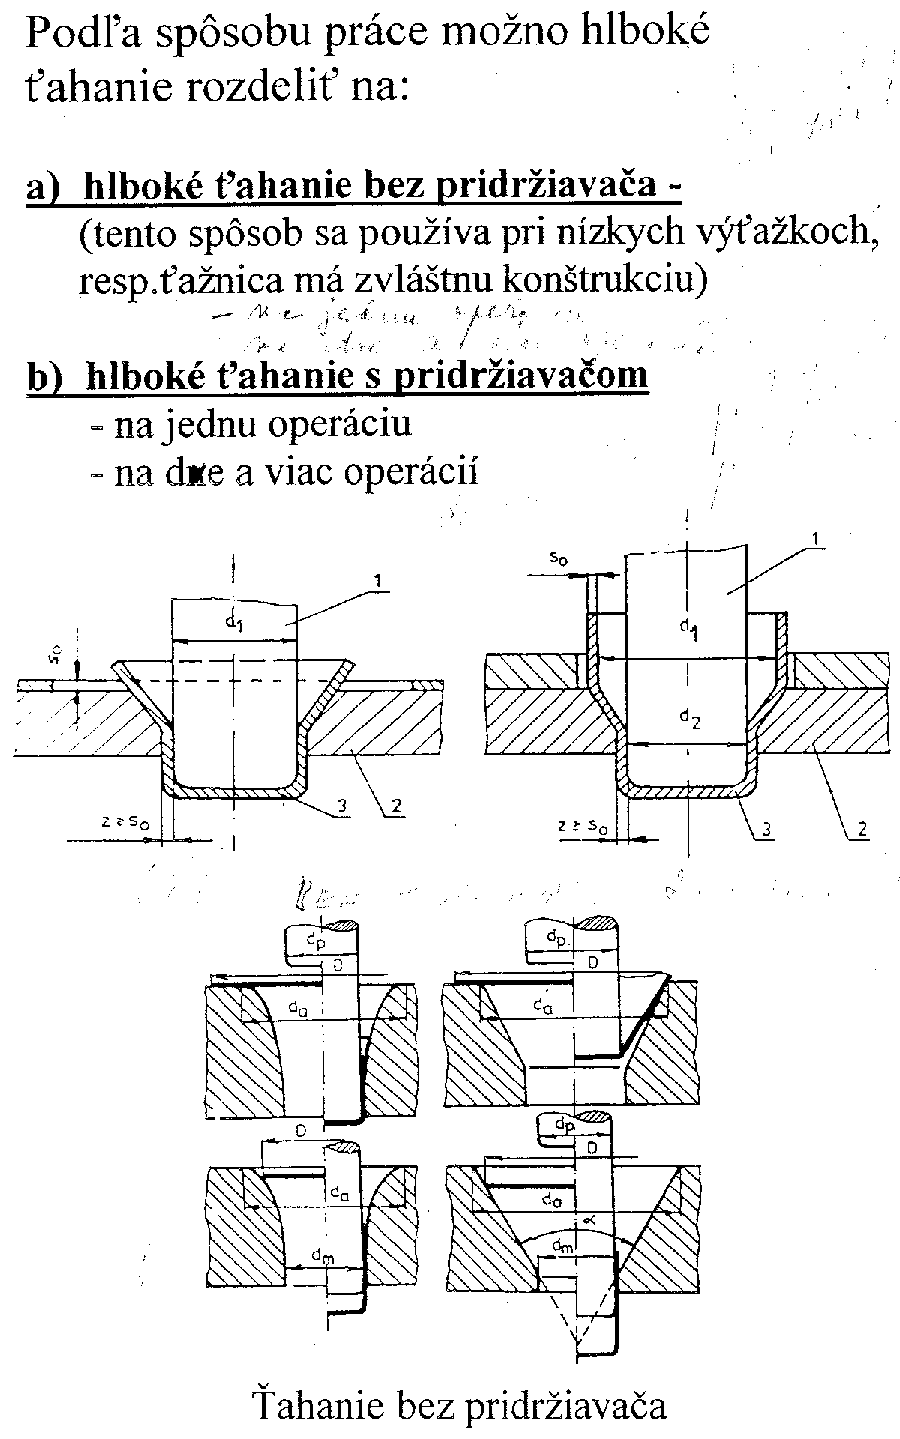 Podľa spôsobu práce možno hlboké
ťahanie rozdeliť na:
a) hlboké ťahanie bez pridržiavača -
(tento spôsob sa používa pri nízkych výťažkoch,
resp.ťažnica má zvláštnu konštrukciu)
b) hlboké ťahanie s pridržiavačom
- na jednu operáciu
- na dve a viac operácií
s₀ 1
1
d₁ d₁
s₀
d₂
3 2 3 2
z ≥ s₀ z ≥ s₀
dₚ dₚ
D D
dₐ dₐ
D dₚ
D
dₐ dₐ
α
dₘ dₘ
Ťahanie bez pridržiavača